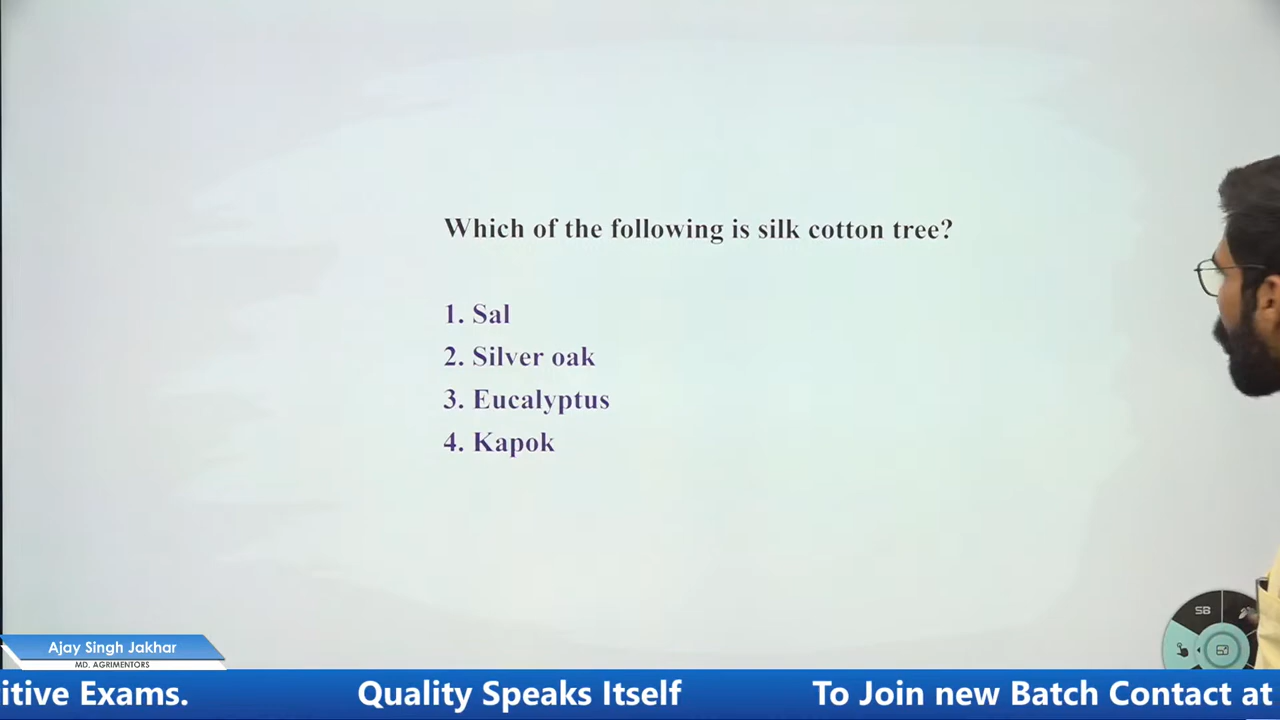 Which of the following is silk cotton tree?
1. Sal
2. Silver oak
3. Eucalyptus
4. Kapok
SB
Ajay Singh Jakhar
MD. AGRIMENTORS
itive Exams. Quality Speaks Itself To Join new Batch Contact at